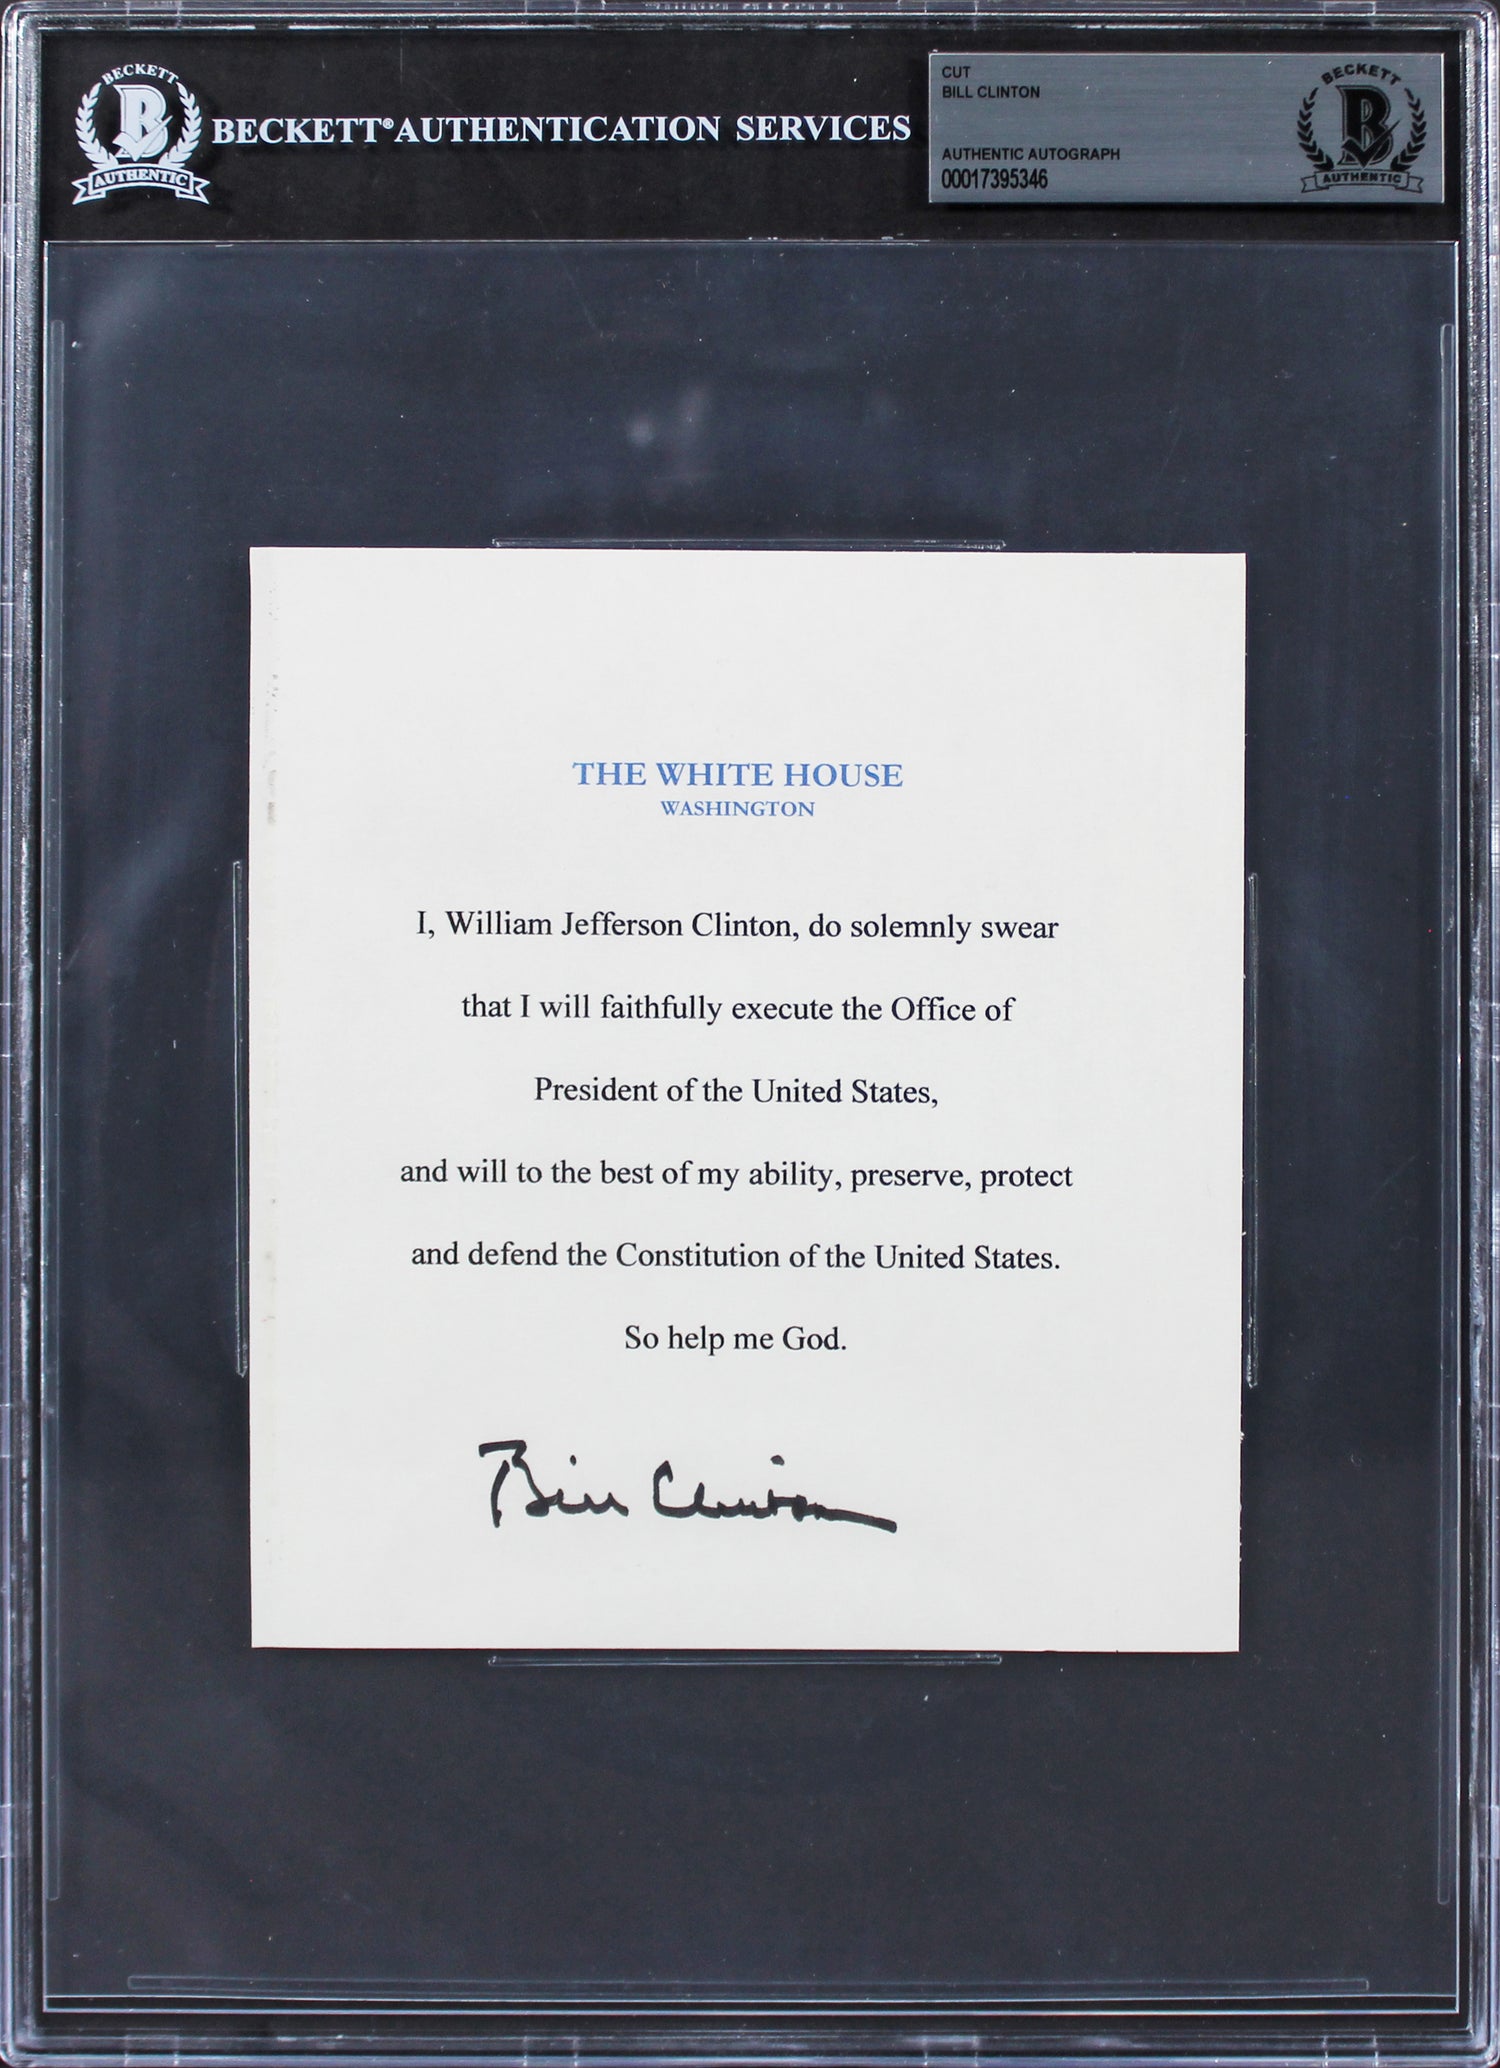 BECKETT
B
AUTHENTIC
BECKETT® AUTHENTICATION SERVICES
CUT
BILL CLINTON
AUTHENTIC AUTOGRAPH
00017395346
BECKETT
B
AUTHENTIC
THE WHITE HOUSE
WASHINGTON
I, William Jefferson Clinton, do solemnly swear
that I will faithfully execute the Office of
President of the United States,
and will to the best of my ability, preserve, protect
and defend the Constitution of the United States.
So help me God.
Bill Clinton